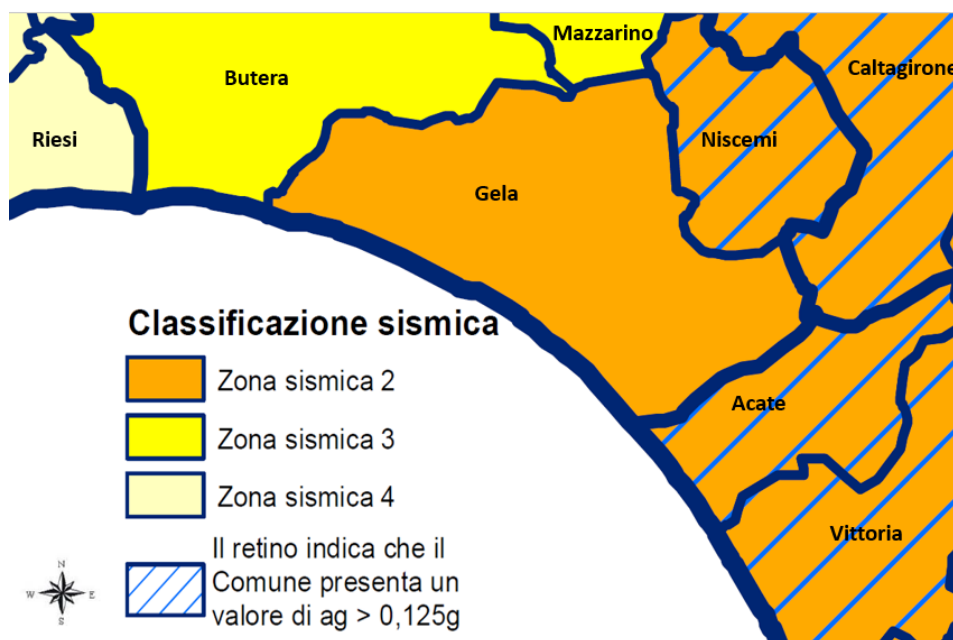 Mazzarino
Butera
Caltagirone
Riesi
Niscemi
Gela
Classificazione sismica
Zona sismica 2
Zona sismica 3
Zona sismica 4
Il retino indica che il
Comune presenta un
valore di ag > 0,125g
Acate
Vittoria
N
W E
S